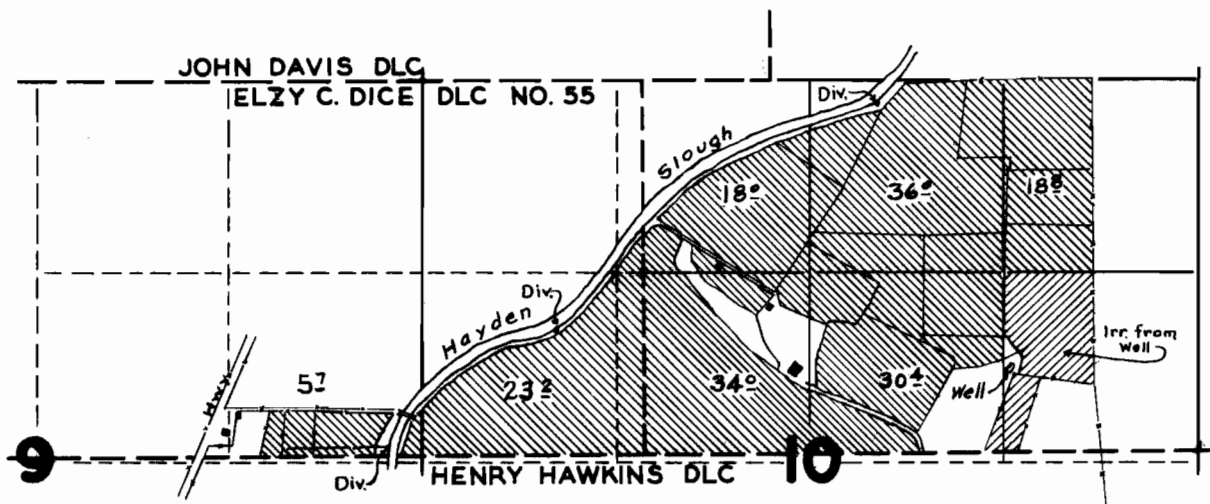 JOHN DAVIS DLC
ELZY C. DICE DLC NO. 55
Div.
Slough
18⁰
36⁰
18⁸
Div.
Hayden
Irr. from
Well
Hwy
5⁷
23²
34⁰
30⁴
Well
9
10
Div.
HENRY HAWKINS DLC